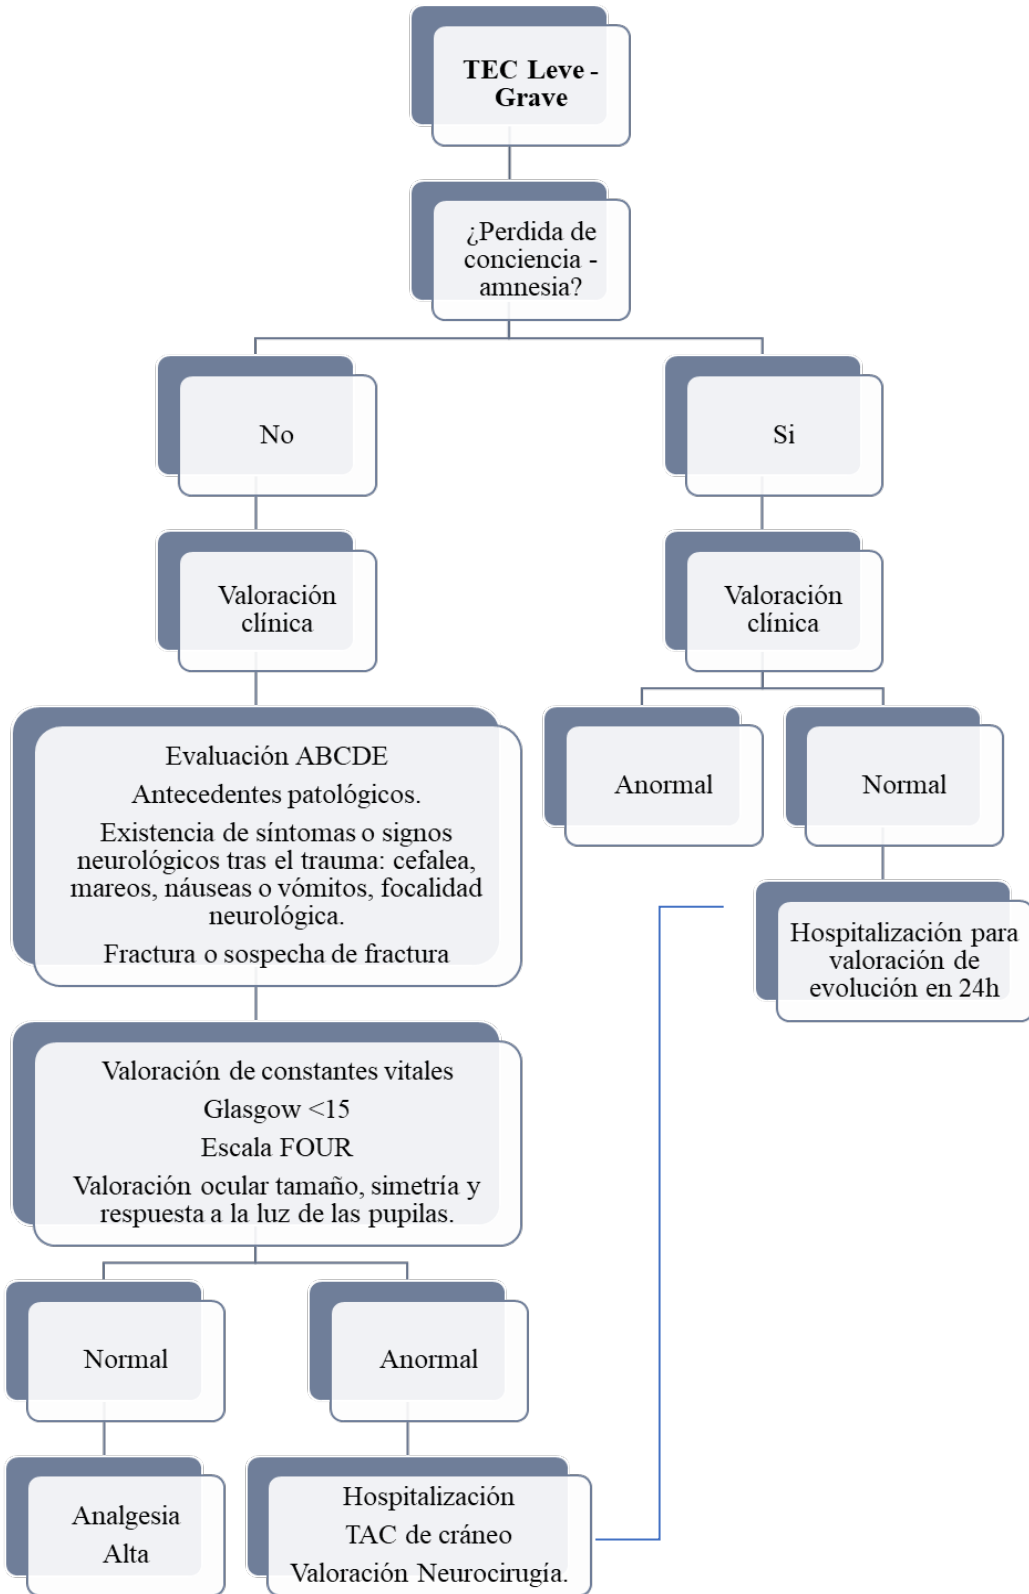 TEC Leve -
Grave
¿Perdida de
conciencia -
amnesia?
No
Si
Valoración
clínica
Valoración
clínica
Evaluación ABCDE
Antecedentes patológicos.
Existencia de síntomas o signos
neurológicos tras el trauma: cefalea,
mareos, náuseas o vómitos, focalidad
neurológica.
Fractura o sospecha de fractura
Anormal
Normal
Hospitalización para
valoración de
evolución en 24h
Valoración de constantes vitales
Glasgow <15
Escala FOUR
Valoración ocular tamaño, simetría y
respuesta a la luz de las pupilas.
Normal
Anormal
Analgesia
Alta
Hospitalización
TAC de cráneo
Valoración Neurocirugía.